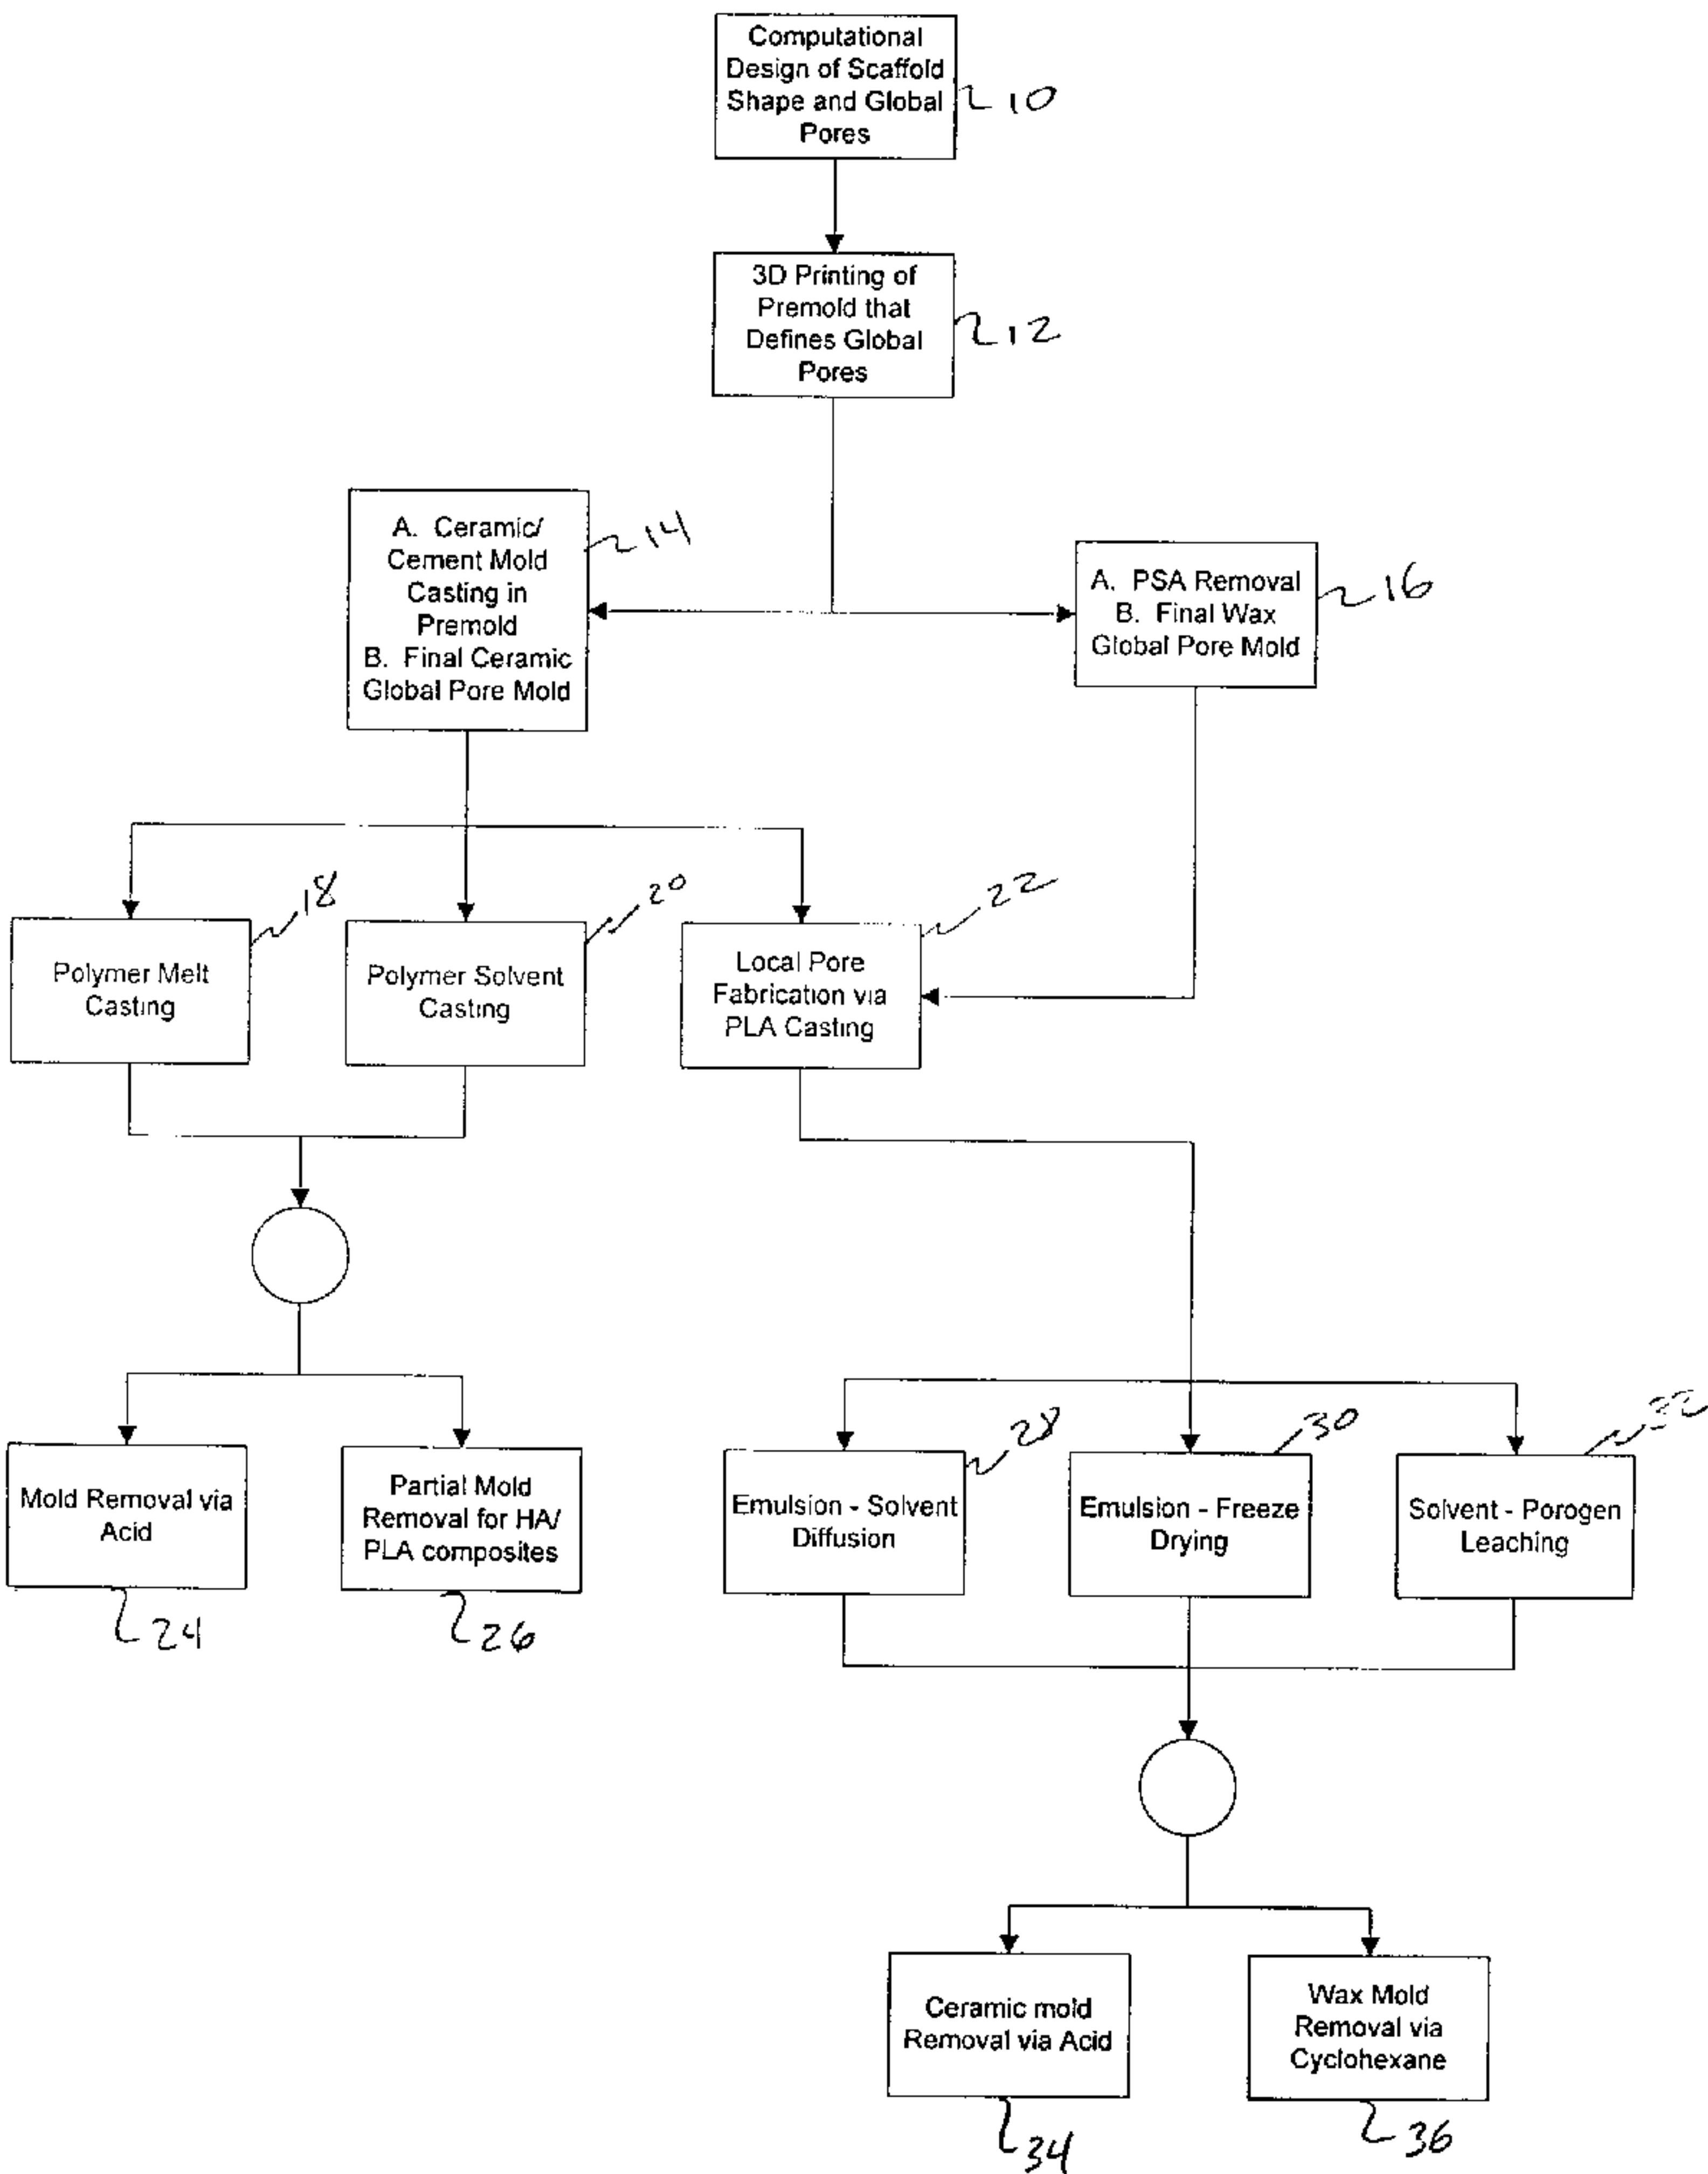 Computational
Design of Scaffold
Shape and Global
Pores
10
3D Printing of
Premold that
Defines Global
Pores
12
A. Ceramic/
Cement Mold
Casting in
Premold
B. Final Ceramic
Global Pore Mold
14
A. PSA Removal
B. Final Wax
Global Pore Mold
16
Polymer Melt
Casting
18
Polymer Solvent
Casting
20
Local Pore
Fabrication via
PLA Casting
22
Mold Removal via
Acid
24
Partial Mold
Removal for HA/
PLA composites
26
Emulsion - Solvent
Diffusion
28
Emulsion - Freeze
Drying
30
Solvent - Porogen
Leaching
32
Ceramic mold
Removal via Acid
34
Wax Mold
Removal via
Cyclohexane
36